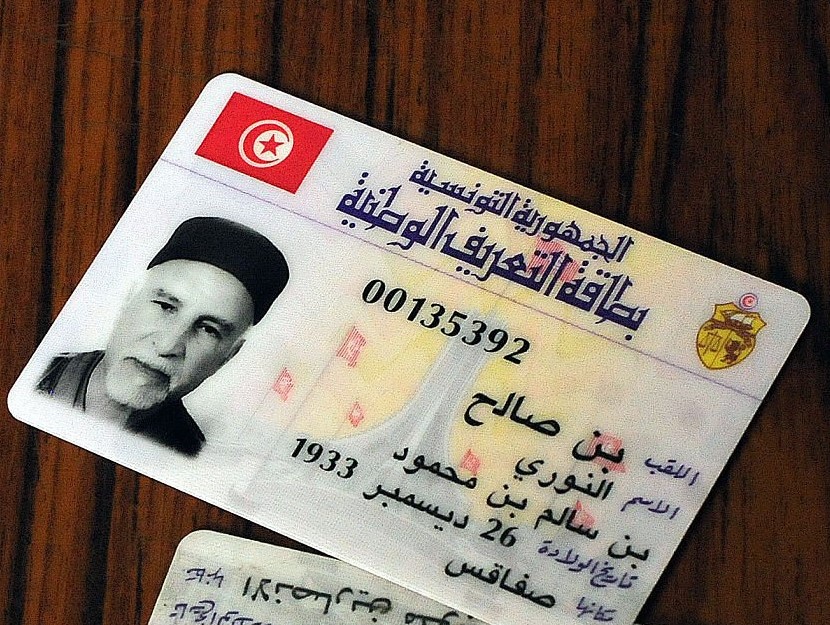 الجمهورية التونسية
بطاقة التعريف الوطنية
00135392
اللقب بن صالح
الاسم النوري
بن سالم بن محمود
تاريخ الولادة 26 ديسمبر 1933
مكانها صفاقس